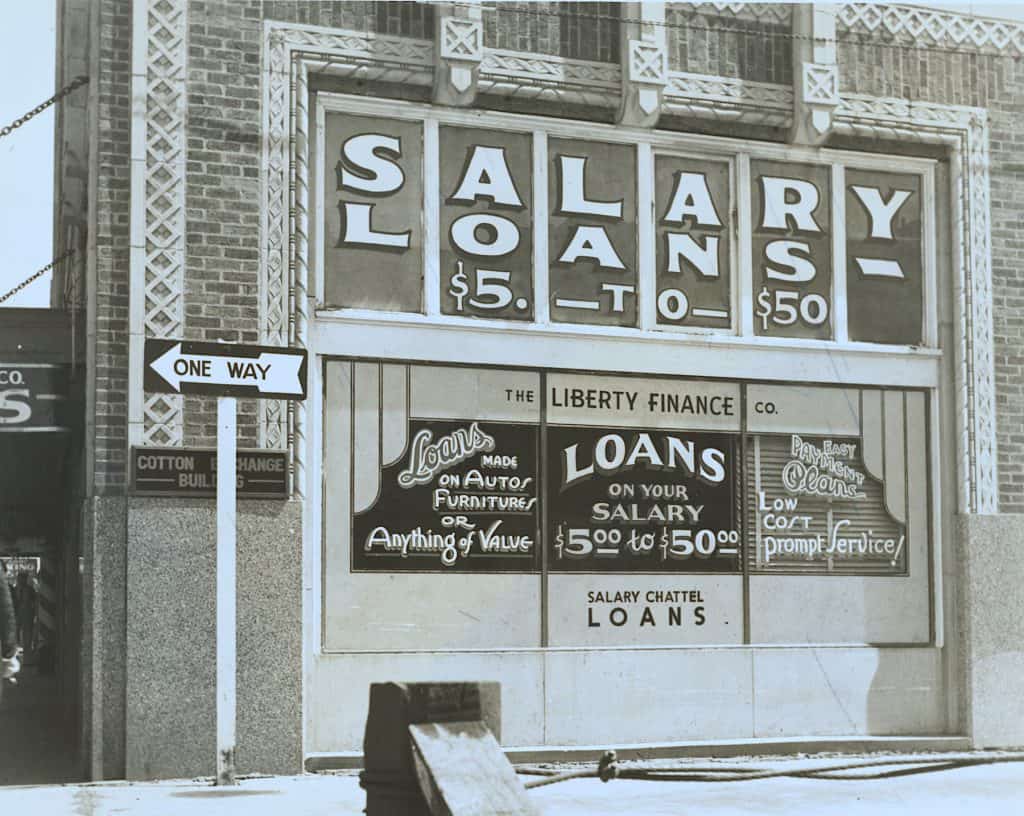 SALARY
LOANS
$5.—TO—$50
ONE WAY
CO.
S
COTTON EXCHANGE
BUILDING
THE LIBERTY FINANCE CO.
Loans MADE
ON AUTOS
FURNITURES
OR
Anything of Value
LOANS
ON YOUR
SALARY
$5.00 to $50.00
EASY
PAYMENT
Plans
LOW
COST
prompt Service!
SALARY CHATTEL
LOANS.